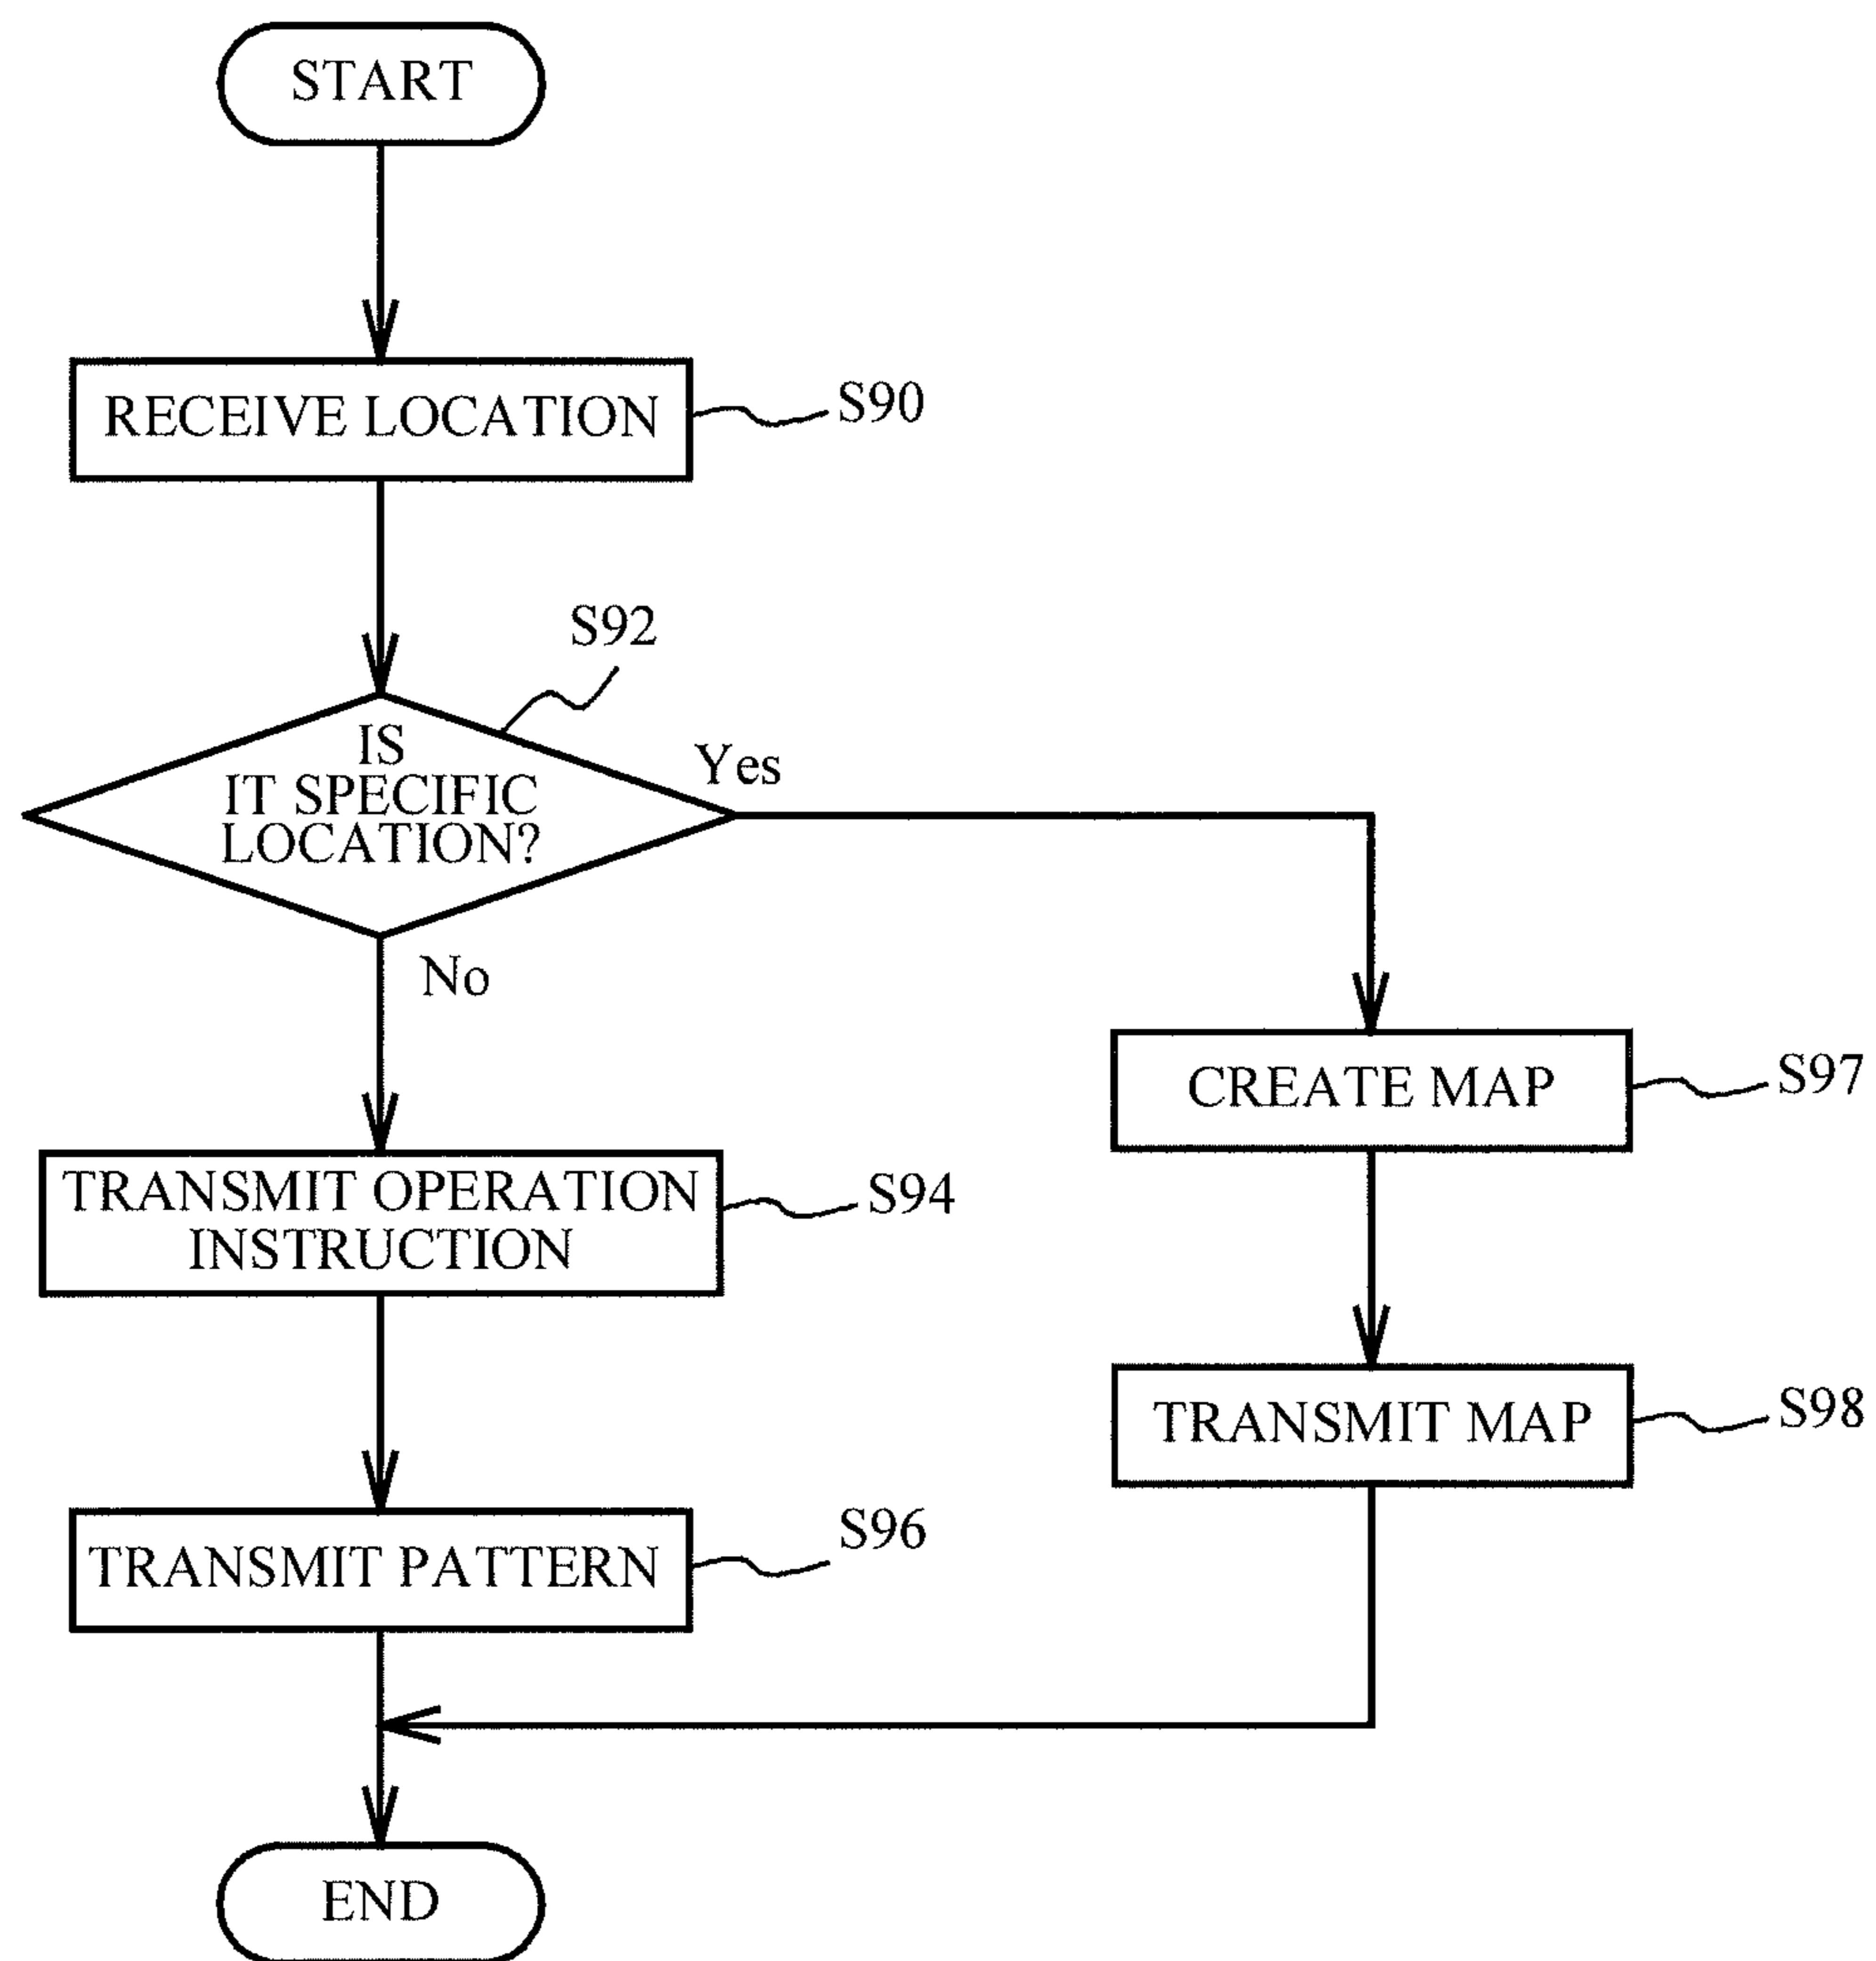 START
RECEIVE LOCATION
S90
S92
IS
IT SPECIFIC
LOCATION?
Yes
No
CREATE MAP
S97
TRANSMIT OPERATION
INSTRUCTION
S94
TRANSMIT MAP
S98
TRANSMIT PATTERN
S96
END